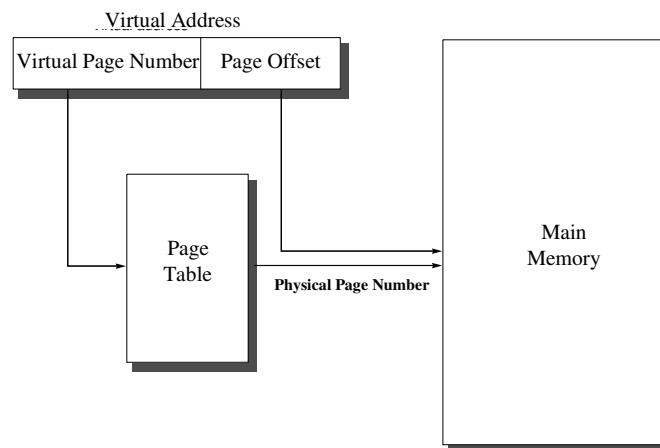 Virtual Address
Virtual Page Number
Page Offset
Page
Table
Physical Page Number
Main
Memory